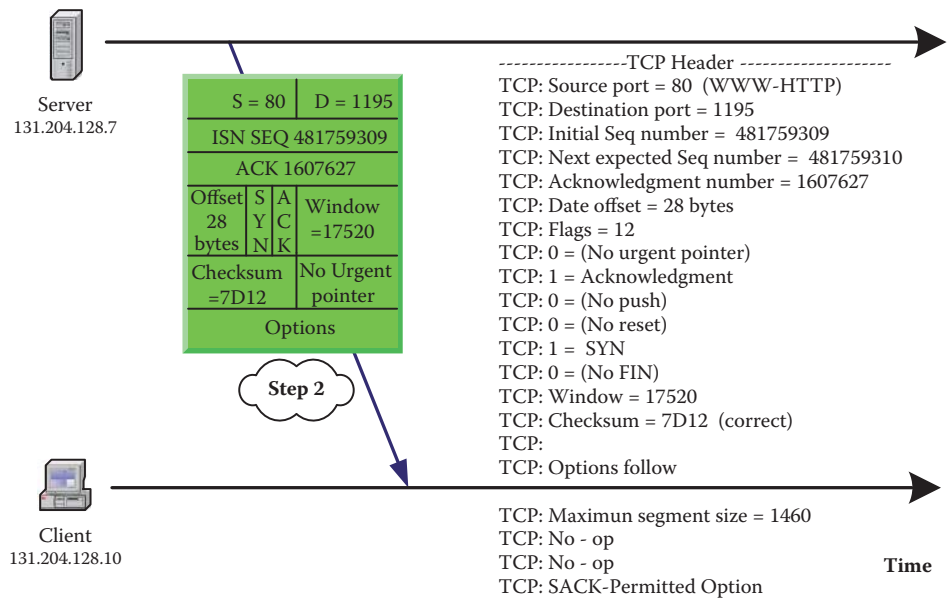 Server
131.204.128.7
S = 80 D = 1195
ISN SEQ 481759309
ACK 1607627
Offset
28
bytes
SYN
ACK
Window
=17520
Checksum
=7D12
No Urgent
pointer
Options
Step 2
-----------------TCP Header --------------------
TCP: Source port = 80 (WWW-HTTP)
TCP: Destination port = 1195
TCP: Initial Seq number = 481759309
TCP: Next expected Seq number = 481759310
TCP: Acknowledgment number = 1607627
TCP: Date offset = 28 bytes
TCP: Flags = 12
TCP: 0 = (No urgent pointer)
TCP: 1 = Acknowledgment
TCP: 0 = (No push)
TCP: 0 = (No reset)
TCP: 1 = SYN
TCP: 0 = (No FIN)
TCP: Window = 17520
TCP: Checksum = 7D12 (correct)
TCP:
TCP: Options follow
Client
131.204.128.10
TCP: Maximun segment size = 1460
TCP: No - op
TCP: No - op
TCP: SACK-Permitted Option
Time